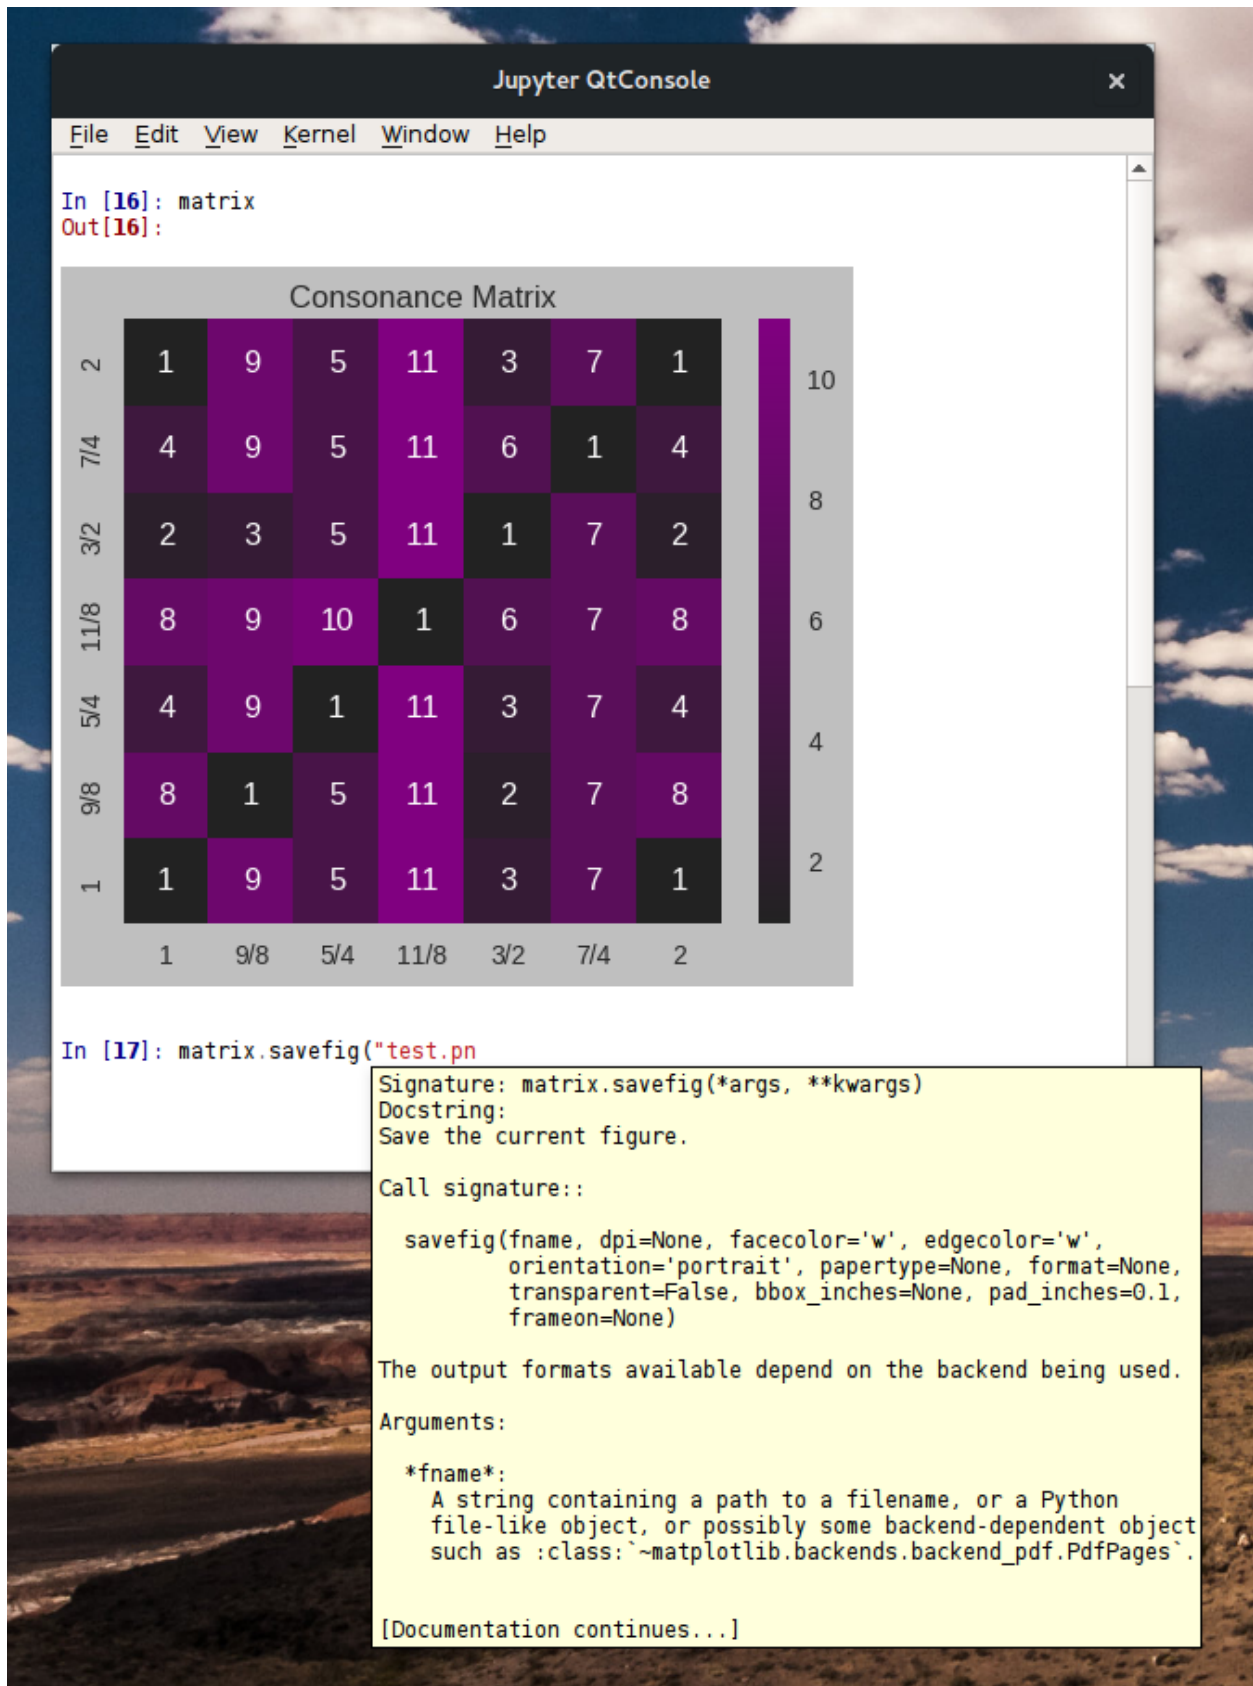 Jupyter QtConsole ×
File Edit View Kernel Window Help
In [16]: matrix
Out[16]:
Consonance Matrix
2 1 9 5 11 3 7 1
7/4 4 9 5 11 6 1 4
3/2 2 3 5 11 1 7 2
11/8 8 9 10 1 6 7 8
5/4 4 9 1 11 3 7 4
9/8 8 1 5 11 2 7 8
1 1 9 5 11 3 7 1
1 9/8 5/4 11/8 3/2 7/4 2
10
8
6
4
2
In [17]: matrix.savefig("test.pn
Signature: matrix.savefig(*args, **kwargs)
Docstring:
Save the current figure.
Call signature::
savefig(fname, dpi=None, facecolor='w', edgecolor='w',
orientation='portrait', papertype=None, format=None,
transparent=False, bbox_inches=None, pad_inches=0.1,
frameon=None)
The output formats available depend on the backend being used.
Arguments:
*fname*:
A string containing a path to a filename, or a Python
file-like object, or possibly some backend-dependent object
such as :class:`~matplotlib.backends.backend_pdf.PdfPages`.
[Documentation continues...]